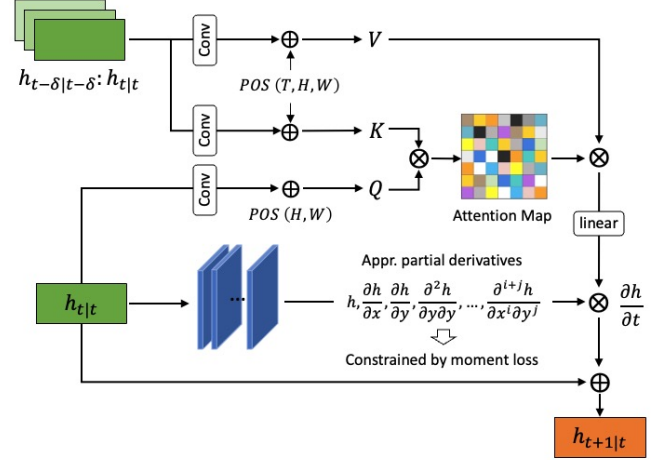 Conv
V
h_{t-δ|t-δ}: h_{t|t}
POS (T, H, W)
Conv
K
Conv
Q
POS (H, W)
Attention Map
linear
Appr. partial derivatives
h_{t|t}
...
h, ∂h/∂x, ∂h/∂y, ∂²h/∂y∂y, ..., ∂^{i+j}h/∂x^i∂y^j
∂h/∂t
Constrained by moment loss
h_{t+1|t}